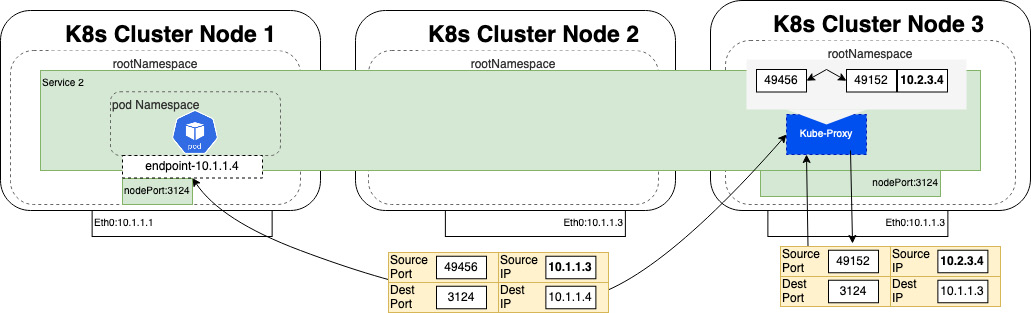 K8s Cluster Node 1
rootNamespace
Service 2
pod Namespace
pod
endpoint-10.1.1.4
nodePort:3124
Eth0:10.1.1.1
K8s Cluster Node 2
rootNamespace
Eth0:10.1.1.3
K8s Cluster Node 3
rootNamespace
49456 49152 10.2.3.4
Kube-Proxy
nodePort:3124
Eth0:10.1.1.3
Source Port 49456 Source IP 10.1.1.3
Dest Port 3124 Dest IP 10.1.1.4
Source Port 49152 Source IP 10.2.3.4
Dest Port 3124 Dest IP 10.1.1.3